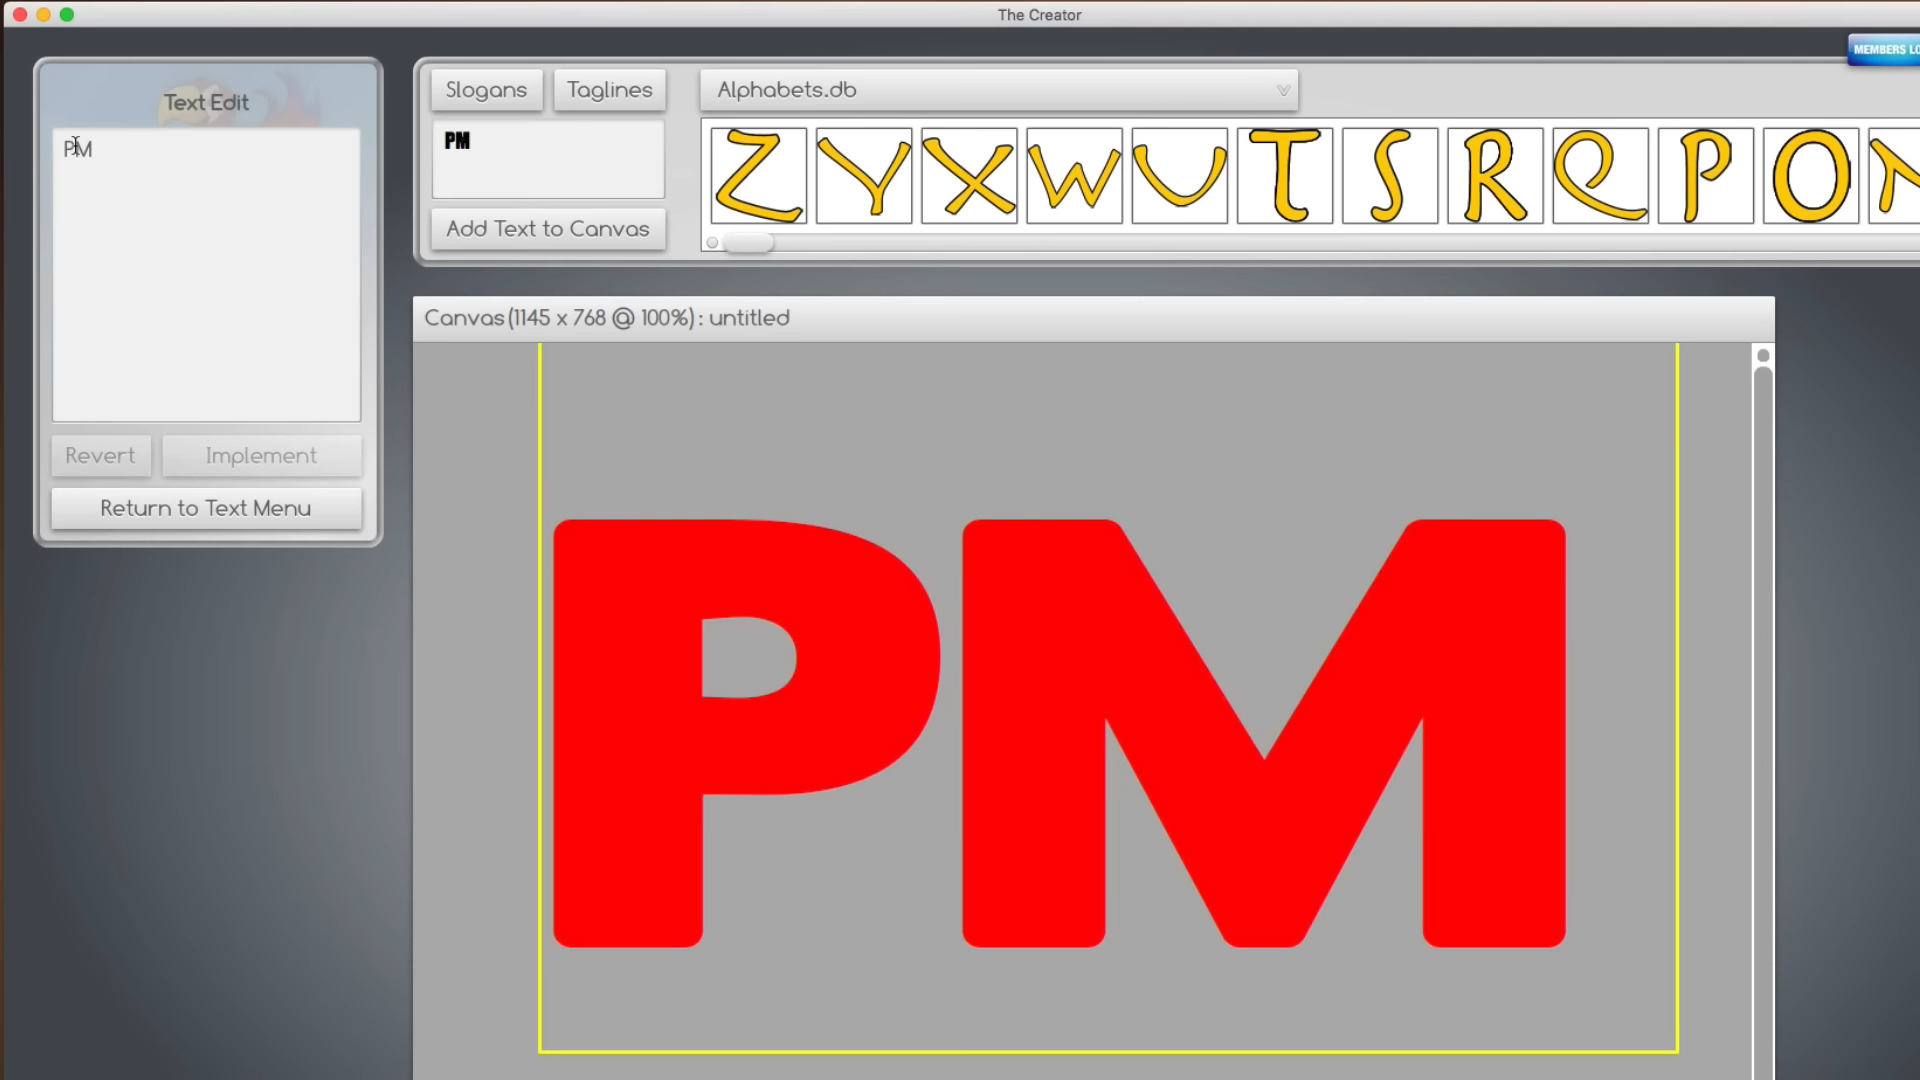 The Creator
MEMBERS LO
Text Edit
PM
Revert
Implement
Return to Text Menu
Slogans
Taglines
Alphabets.db
PM
Add Text to Canvas
Z Y X W U T S R Q P O
Canvas (1145 x 768 @ 100%) : untitled
PM